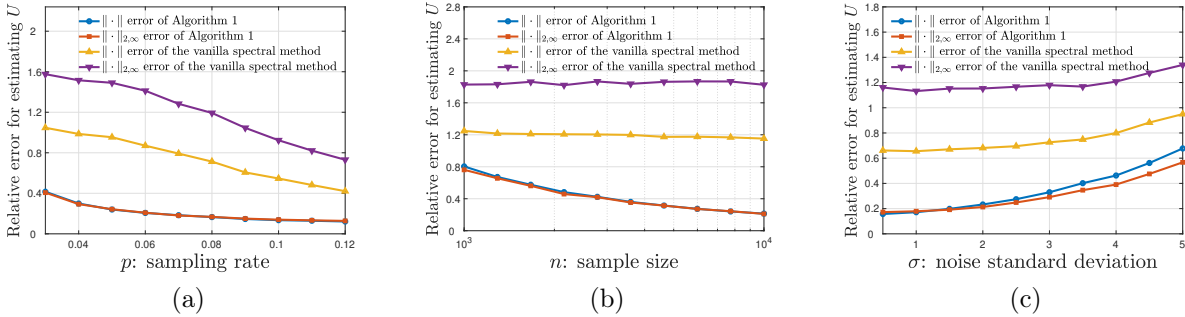 Relative error for estimating U
2
1.6
1.2
0.8
0.4
0
‖ · ‖ error of Algorithm 1
‖ · ‖2,∞ error of Algorithm 1
‖ · ‖ error of the vanilla spectral method
‖ · ‖2,∞ error of the vanilla spectral method
0.04 0.06 0.08 0.1 0.12
p: sampling rate
(a)
Relative error for estimating U
2.8
2.4
2
1.6
1.2
0.8
0.4
0
‖ · ‖ error of Algorithm 1
‖ · ‖2,∞ error of Algorithm 1
‖ · ‖ error of the vanilla spectral method
‖ · ‖2,∞ error of the vanilla spectral method
10³ 10⁴
n: sample size
(b)
Relative error for estimating U
1.8
1.6
1.4
1.2
1
0.8
0.6
0.4
0.2
0
‖ · ‖ error of Algorithm 1
‖ · ‖2,∞ error of Algorithm 1
‖ · ‖ error of the vanilla spectral method
‖ · ‖2,∞ error of the vanilla spectral method
1 2 3 4 5
σ: noise standard deviation
(c)